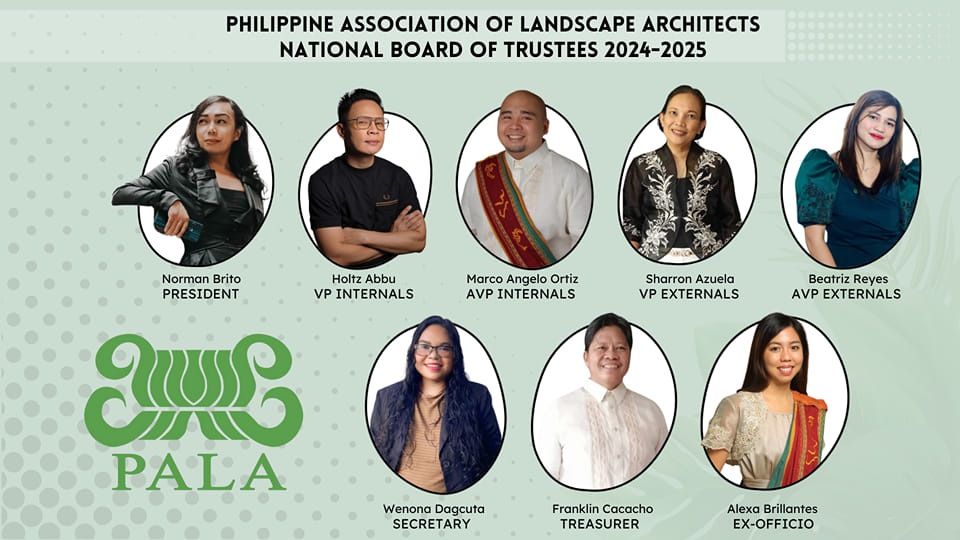 PHILIPPINE ASSOCIATION OF LANDSCAPE ARCHITECTS
NATIONAL BOARD OF TRUSTEES 2024-2025
Norman Brito
PRESIDENT
Holtz Abbu
VP INTERNALS
Marco Angelo Ortiz
AVP INTERNALS
Sharron Azuela
VP EXTERNALS
Beatriz Reyes
AVP EXTERNALS
PALA
Wenona Dagcuta
SECRETARY
Franklin Cacacho
TREASURER
Alexa Brillantes
EX-OFFICIO